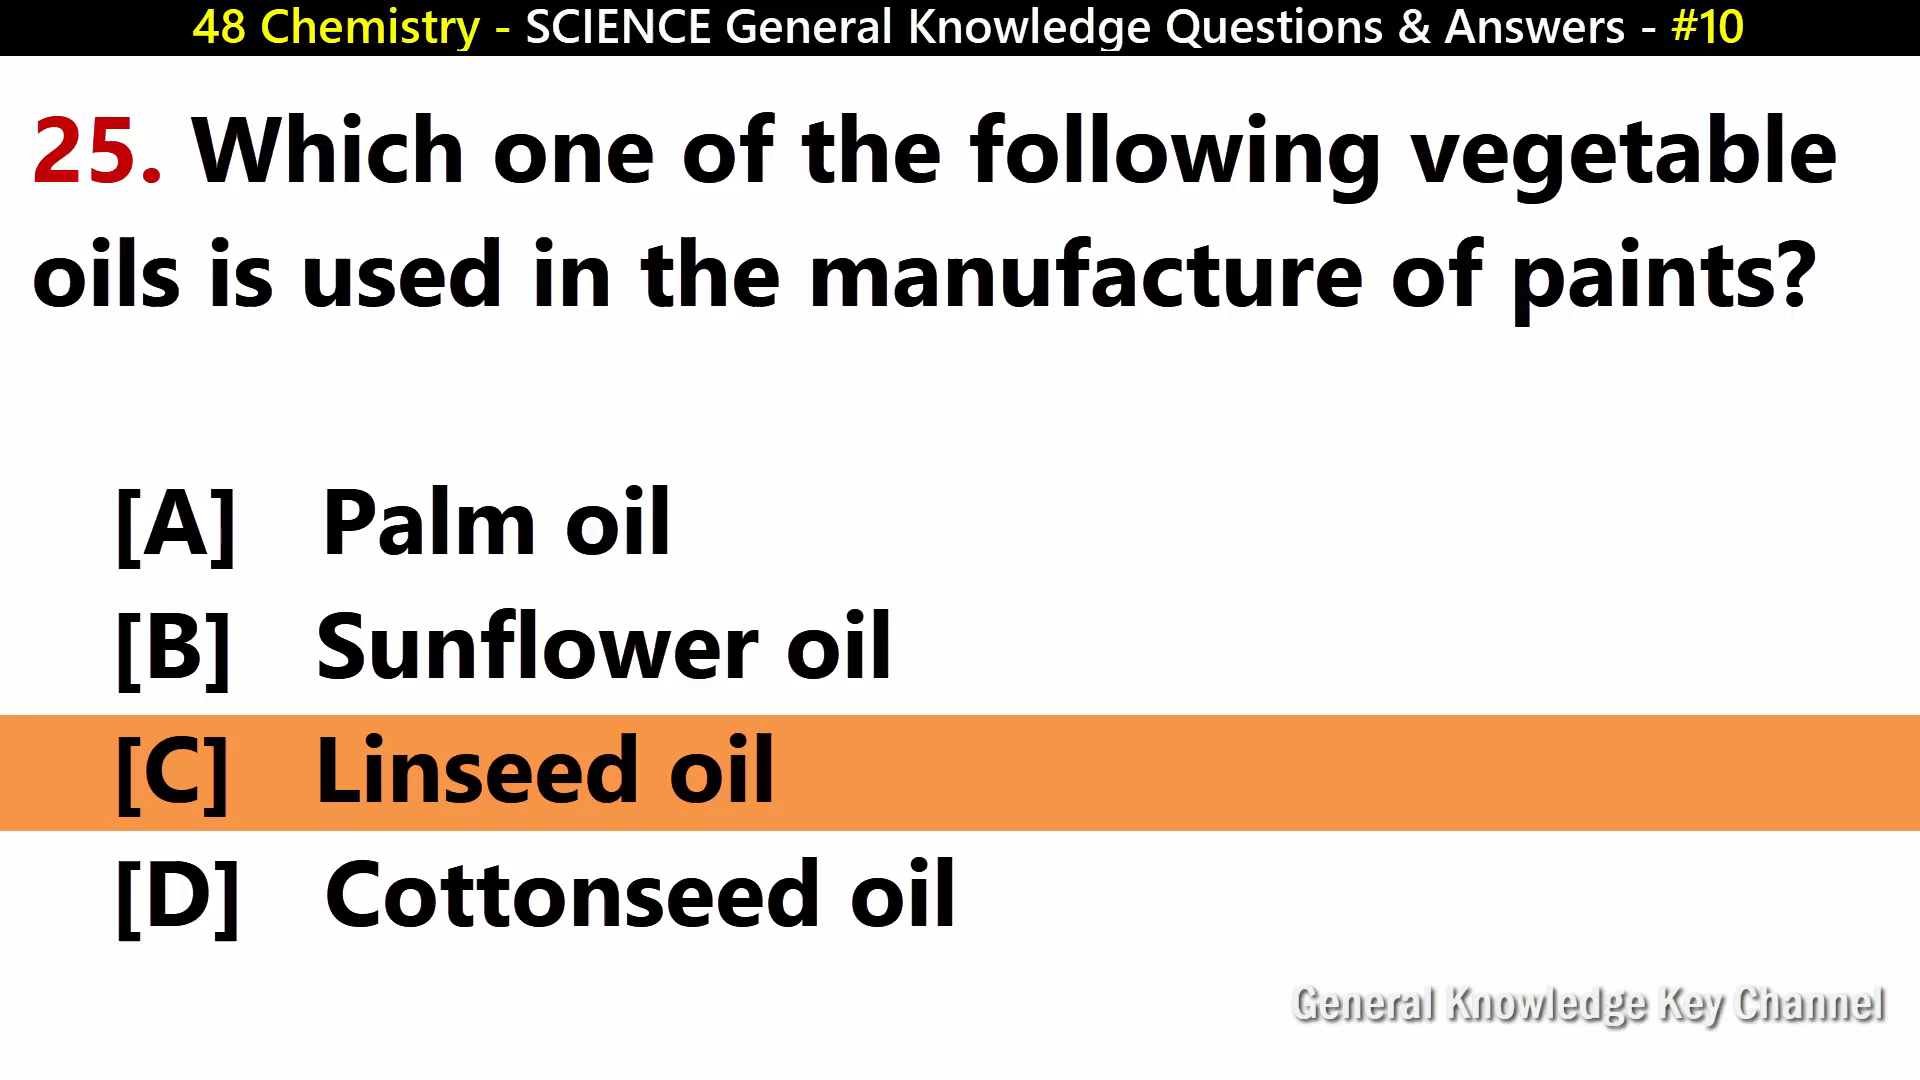 48 Chemistry - SCIENCE General Knowledge Questions & Answers - #10
25. Which one of the following vegetable
oils is used in the manufacture of paints?
[A] Palm oil
[B] Sunflower oil
[C] Linseed oil
[D] Cottonseed oil
General Knowledge Key Channel